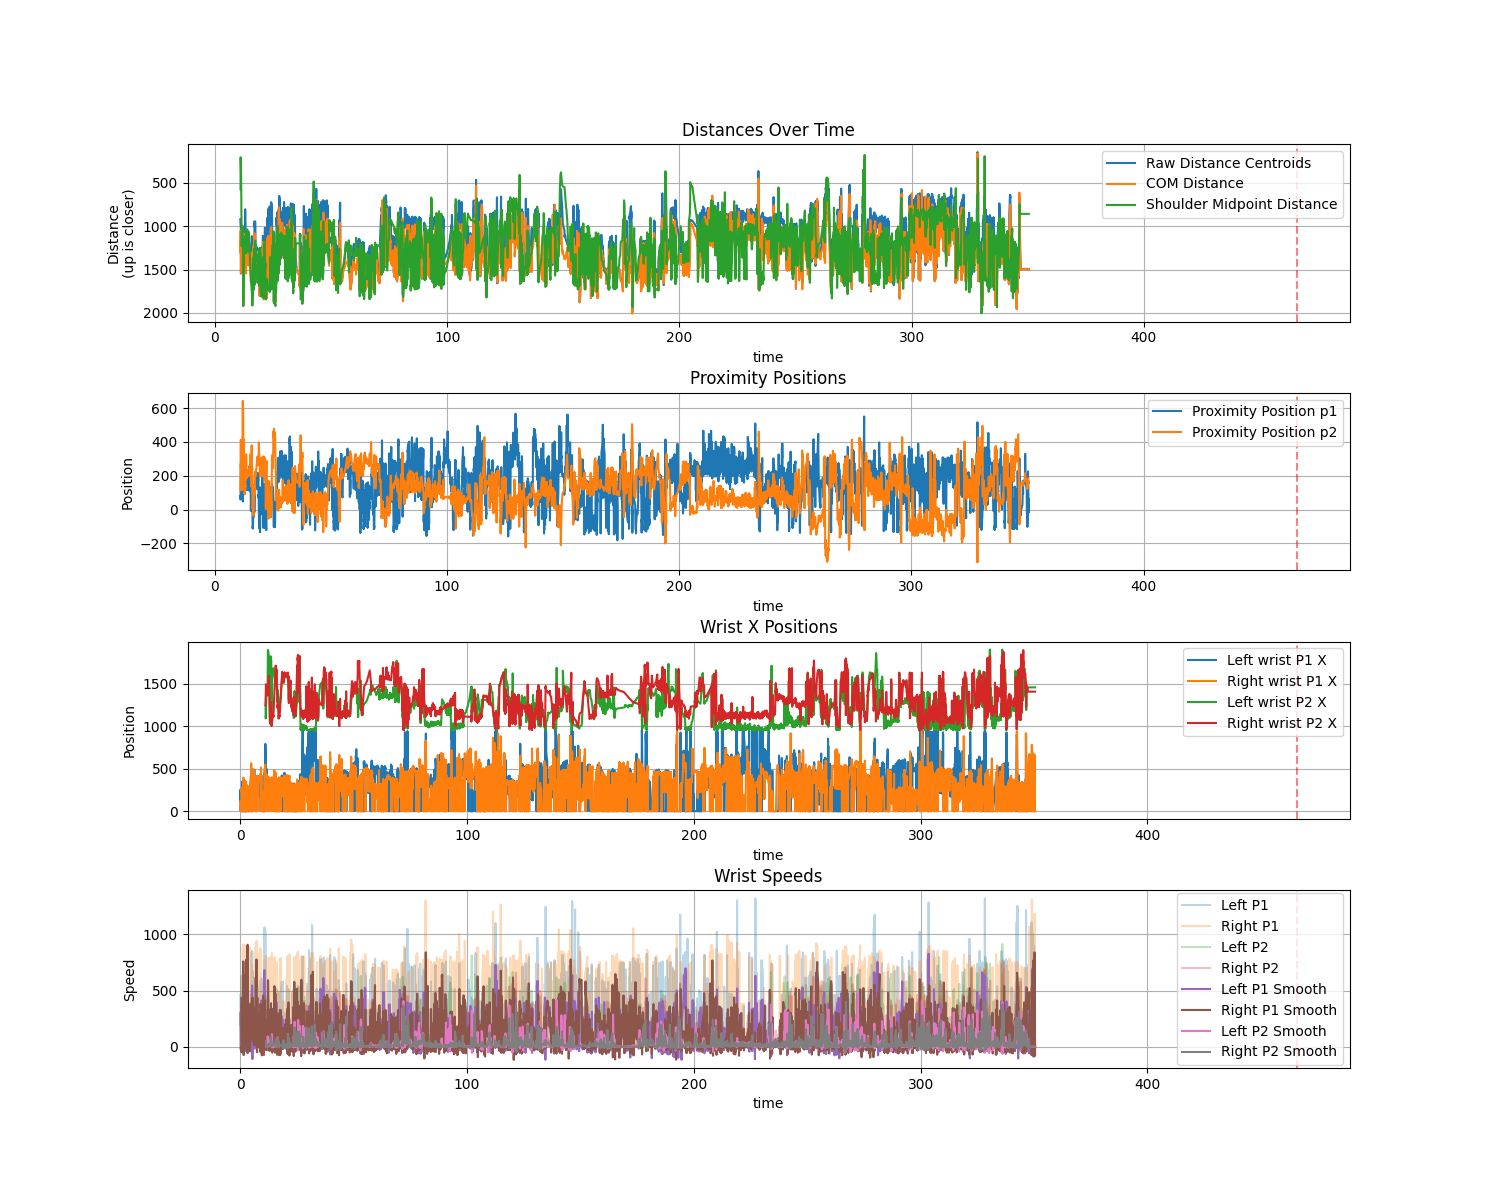 Distances Over Time
Distance
(up is closer)
500
1000
1500
2000
Raw Distance Centroids
COM Distance
Shoulder Midpoint Distance
0
100
200
300
400
time
Proximity Positions
Position
600
400
200
0
−200
Proximity Position p1
Proximity Position p2
0
100
200
300
400
time
Wrist X Positions
Position
1500
1000
500
0
Left wrist P1 X
Right wrist P1 X
Left wrist P2 X
Right wrist P2 X
0
100
200
300
400
time
Wrist Speeds
Speed
1000
500
0
Left P1
Right P1
Left P2
Right P2
Left P1 Smooth
Right P1 Smooth
Left P2 Smooth
Right P2 Smooth
0
100
200
300
400
time